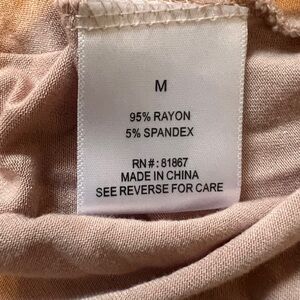 M
95% RAYON
5% SPANDEX
RN#: 81867
MADE IN CHINA
SEE REVERSE FOR CARE